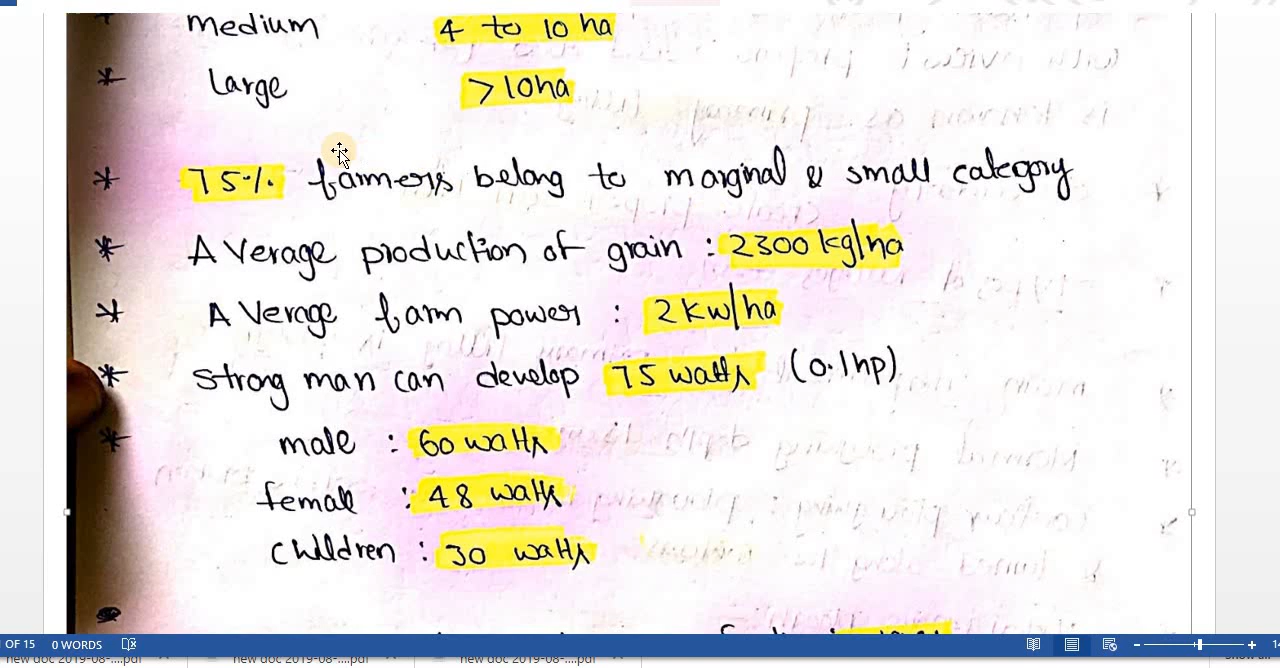 * medium 4 to 10 ha
* large >10ha
* 75% farmers belong to marginal & small category
* Average production of grain : 2300 kg/ha
* Average farm power : 2 kw/ha
* strong man can develop 75 watts (0.1hp)
* male : 60 watts
female : 48 watts
children : 30 watts
OF 15 0 WORDS
new doc 2019-08-....pdf new doc 2019-08-....pdf new doc 2019-08-....pdf